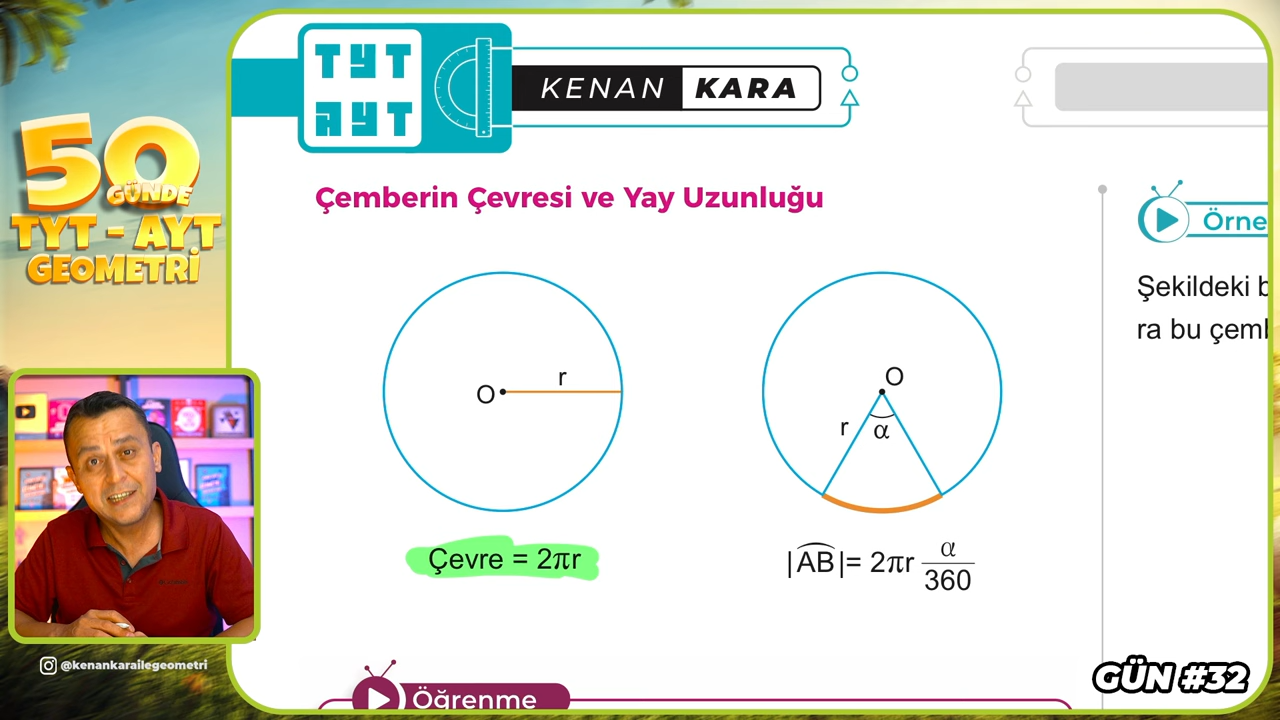 50
GÜNDE
TYT - AYT
GEOMETRİ
TYT
AYT
KENAN KARA
Çemberin Çevresi ve Yay Uzunluğu
O
r
Çevre = 2πr
O
r
α
|AB|= 2πr α/360
Örne
Şekildeki b
ra bu çem
Öğrenme
@kenankarailegeometri
GÜN #32